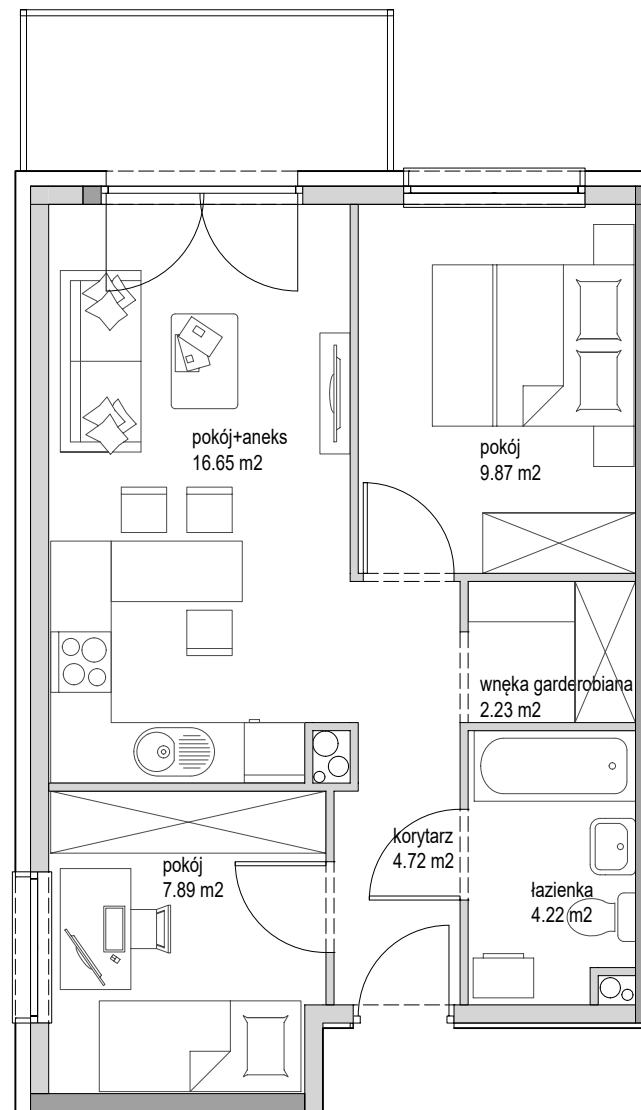 pokój+aneks
16.65 m2
pokój
9.87 m2
wnęka garderobiana
2.23 m2
korytarz
4.72 m2
pokój
7.89 m2
łazienka
4.22 m2